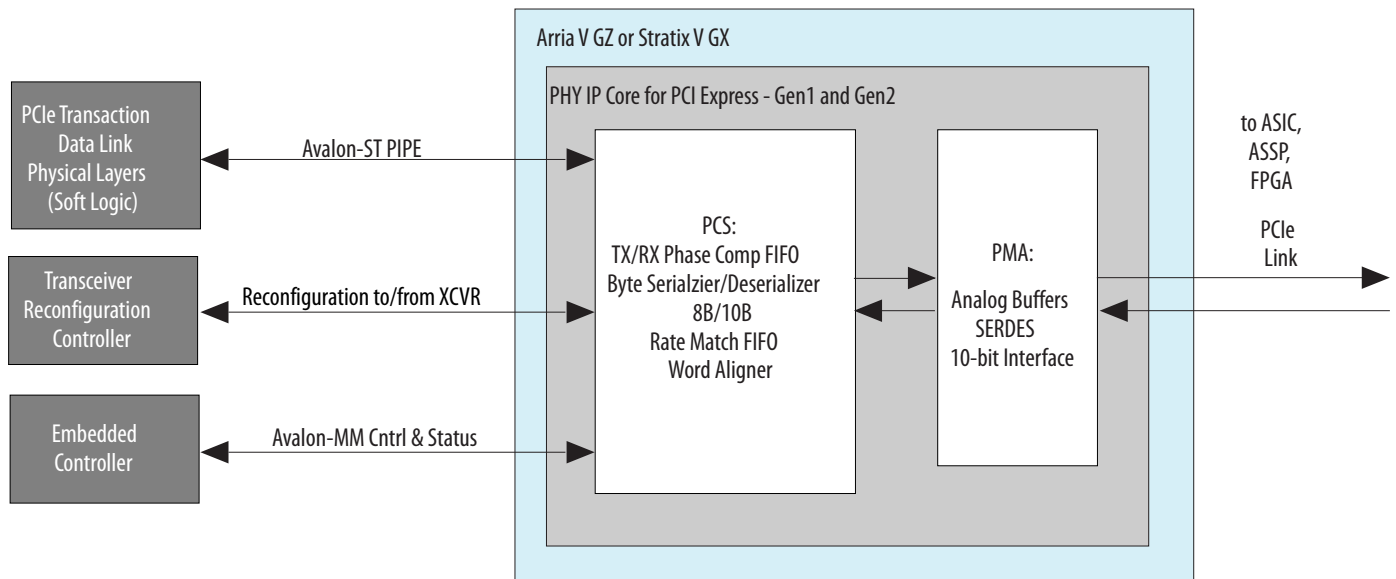 Arria V GZ or Stratix V GX
PHY IP Core for PCI Express - Gen1 and Gen2
PCIe Transaction
Data Link
Physical Layers
(Soft Logic)
Avalon-ST PIPE
Transceiver
Reconfiguration
Controller
Reconfiguration to/from XCVR
Embedded
Controller
Avalon-MM Cntrl & Status
PCS:
TX/RX Phase Comp FIFO
Byte Serialzier/Deserializer
8B/10B
Rate Match FIFO
Word Aligner
PMA:
Analog Buffers
SERDES
10-bit Interface
to ASIC,
ASSP,
FPGA
PCIe
Link